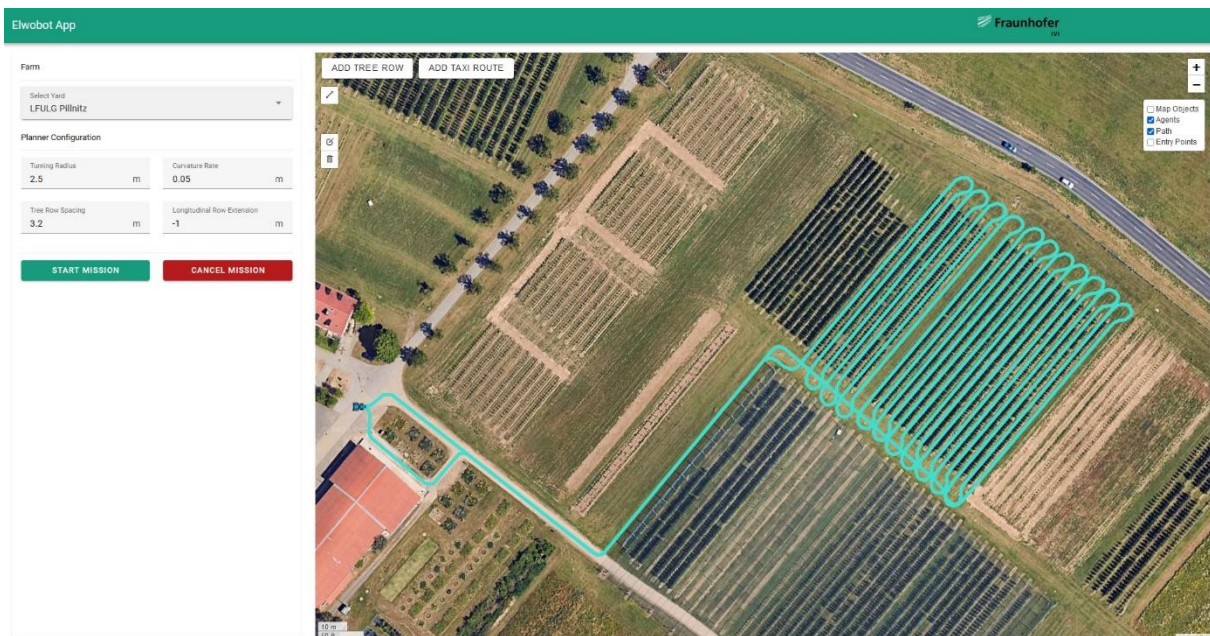 Elwobot App
Fraunhofer
IVI
Farm
Select Yard
LFULG Pillnitz
Planner Configuration
Turning Radius
2.5 m
Curvature Rate
0.05 m
Tree Row Spacing
3.2 m
Longitudinal Row Extension
-1 m
START MISSION
CANCEL MISSION
ADD TREE ROW
ADD TAXI ROUTE
+
−
Map Objects
Agents
Path
Entry Points
10 m
50 ft